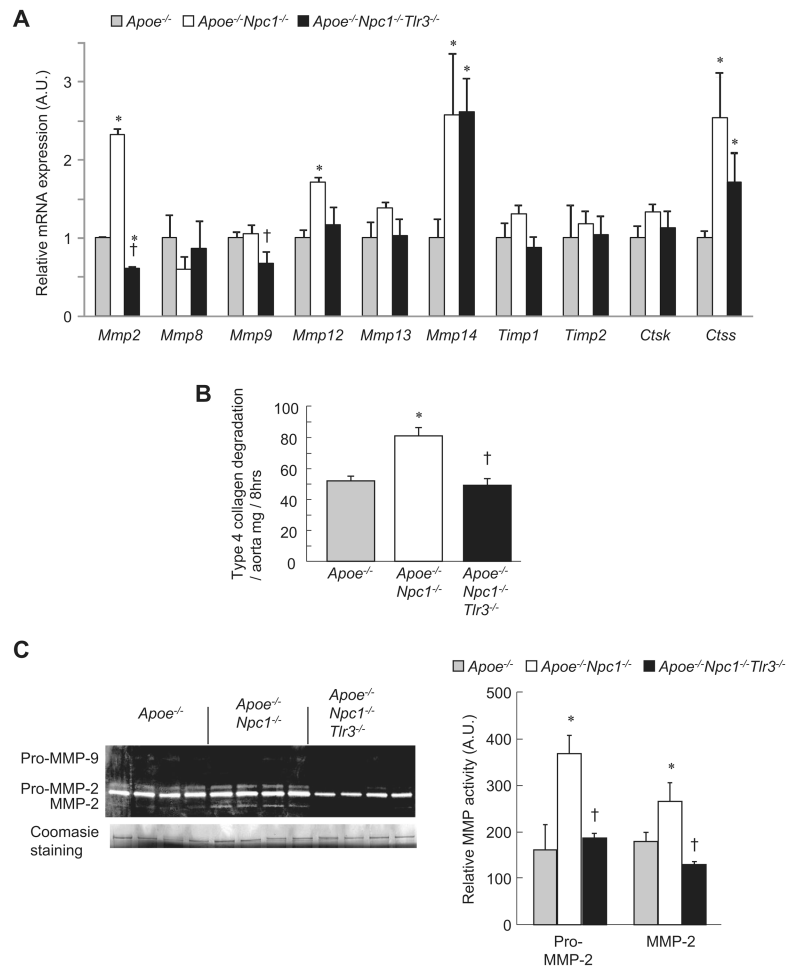 A
Apoe-/- Apoe-/-Npc1-/- Apoe-/-Npc1-/-Tlr3-/-
Relative mRNA expression (A.U.)
3
2
1
0
* * † * † * * * * *
Mmp2 Mmp8 Mmp9 Mmp12 Mmp13 Mmp14 Timp1 Timp2 Ctsk Ctss
B
Type 4 collagen degradation
/ aorta mg / 8hrs
100
80
60
40
20
0
* †
Apoe-/- Apoe-/- Apoe-/-
Npc1-/- Npc1-/-
Tlr3-/-
C
Apoe-/- Apoe-/- Apoe-/-
Npc1-/- Npc1-/-
Tlr3-/-
Pro-MMP-9
Pro-MMP-2
MMP-2
Coomasie
staining
Apoe-/- Apoe-/-Npc1-/- Apoe-/-Npc1-/-Tlr3-/-
Relative MMP activity (A.U.)
500
400
300
200
100
0
* † * †
Pro-
MMP-2
MMP-2